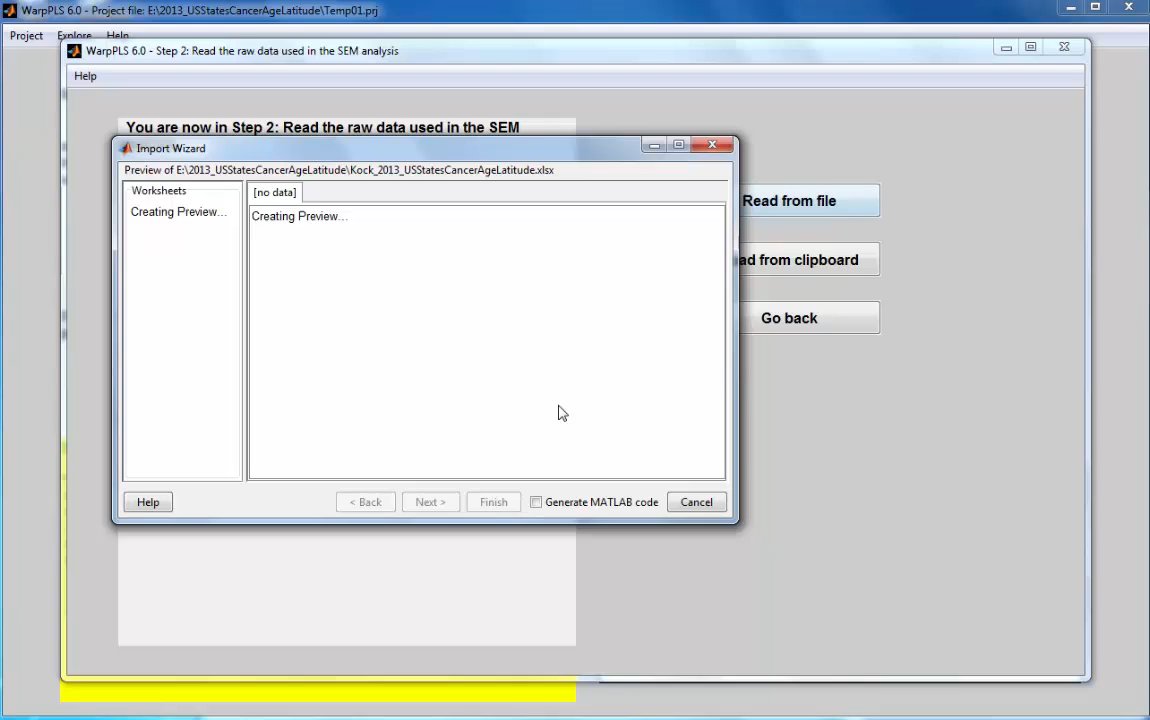 WarpPLS 6.0 - Project file: E:\2013_USStatesCancerAgeLatitude\Temp01.prj
Project Explore Help
WarpPLS 6.0 - Step 2: Read the raw data used in the SEM analysis
Help
You are now in Step 2: Read the raw data used in the SEM
Import Wizard
Preview of E:\2013_USStatesCancerAgeLatitude\Kock_2013_USStatesCancerAgeLatitude.xlsx
Worksheets
[no data]
Creating Preview...
Creating Preview...
Read from file
ad from clipboard
Go back
Help
< Back
Next >
Finish
Generate MATLAB code
Cancel